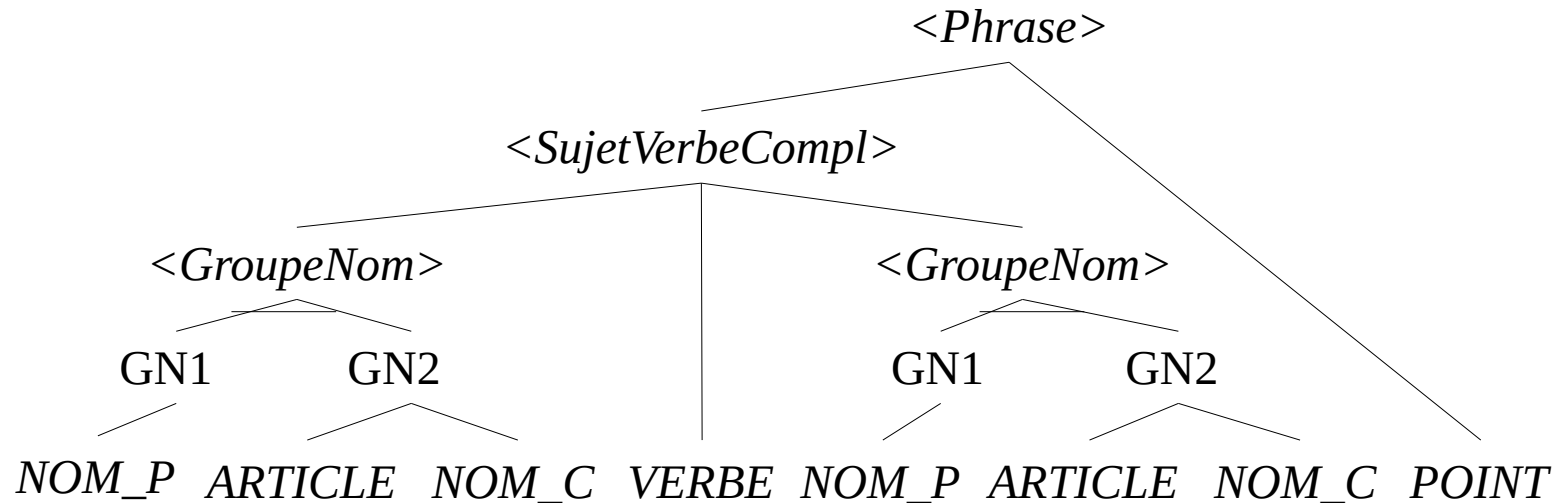 <Phrase>
<SujetVerbeCompl>
<GroupeNom> <GroupeNom>
GN1 GN2 GN1 GN2
NOM_P ARTICLE NOM_C VERBE NOM_P ARTICLE NOM_C POINT